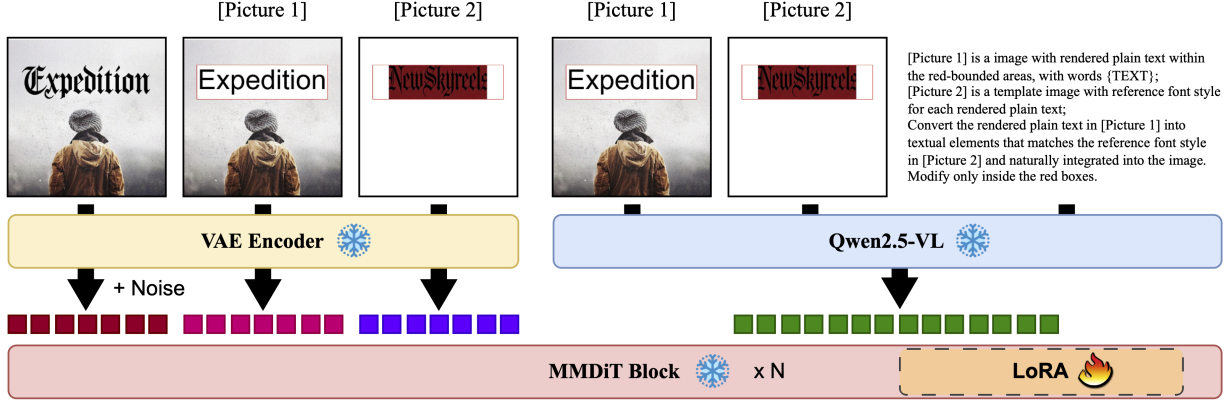 [Picture 1]
[Picture 2]
[Picture 1]
[Picture 2]
Expedition
Expedition
NewSkyreels
Expedition
NewSkyreels
[Picture 1] is a image with rendered plain text within
the red-bounded areas, with words {TEXT};
[Picture 2] is a template image with reference font style
for each rendered plain text;
Convert the rendered plain text in [Picture 1] into
textual elements that matches the reference font style
in [Picture 2] and naturally integrated into the image.
Modify only inside the red boxes.
VAE Encoder
Qwen2.5-VL
+ Noise
MMDiT Block
x N
LoRA